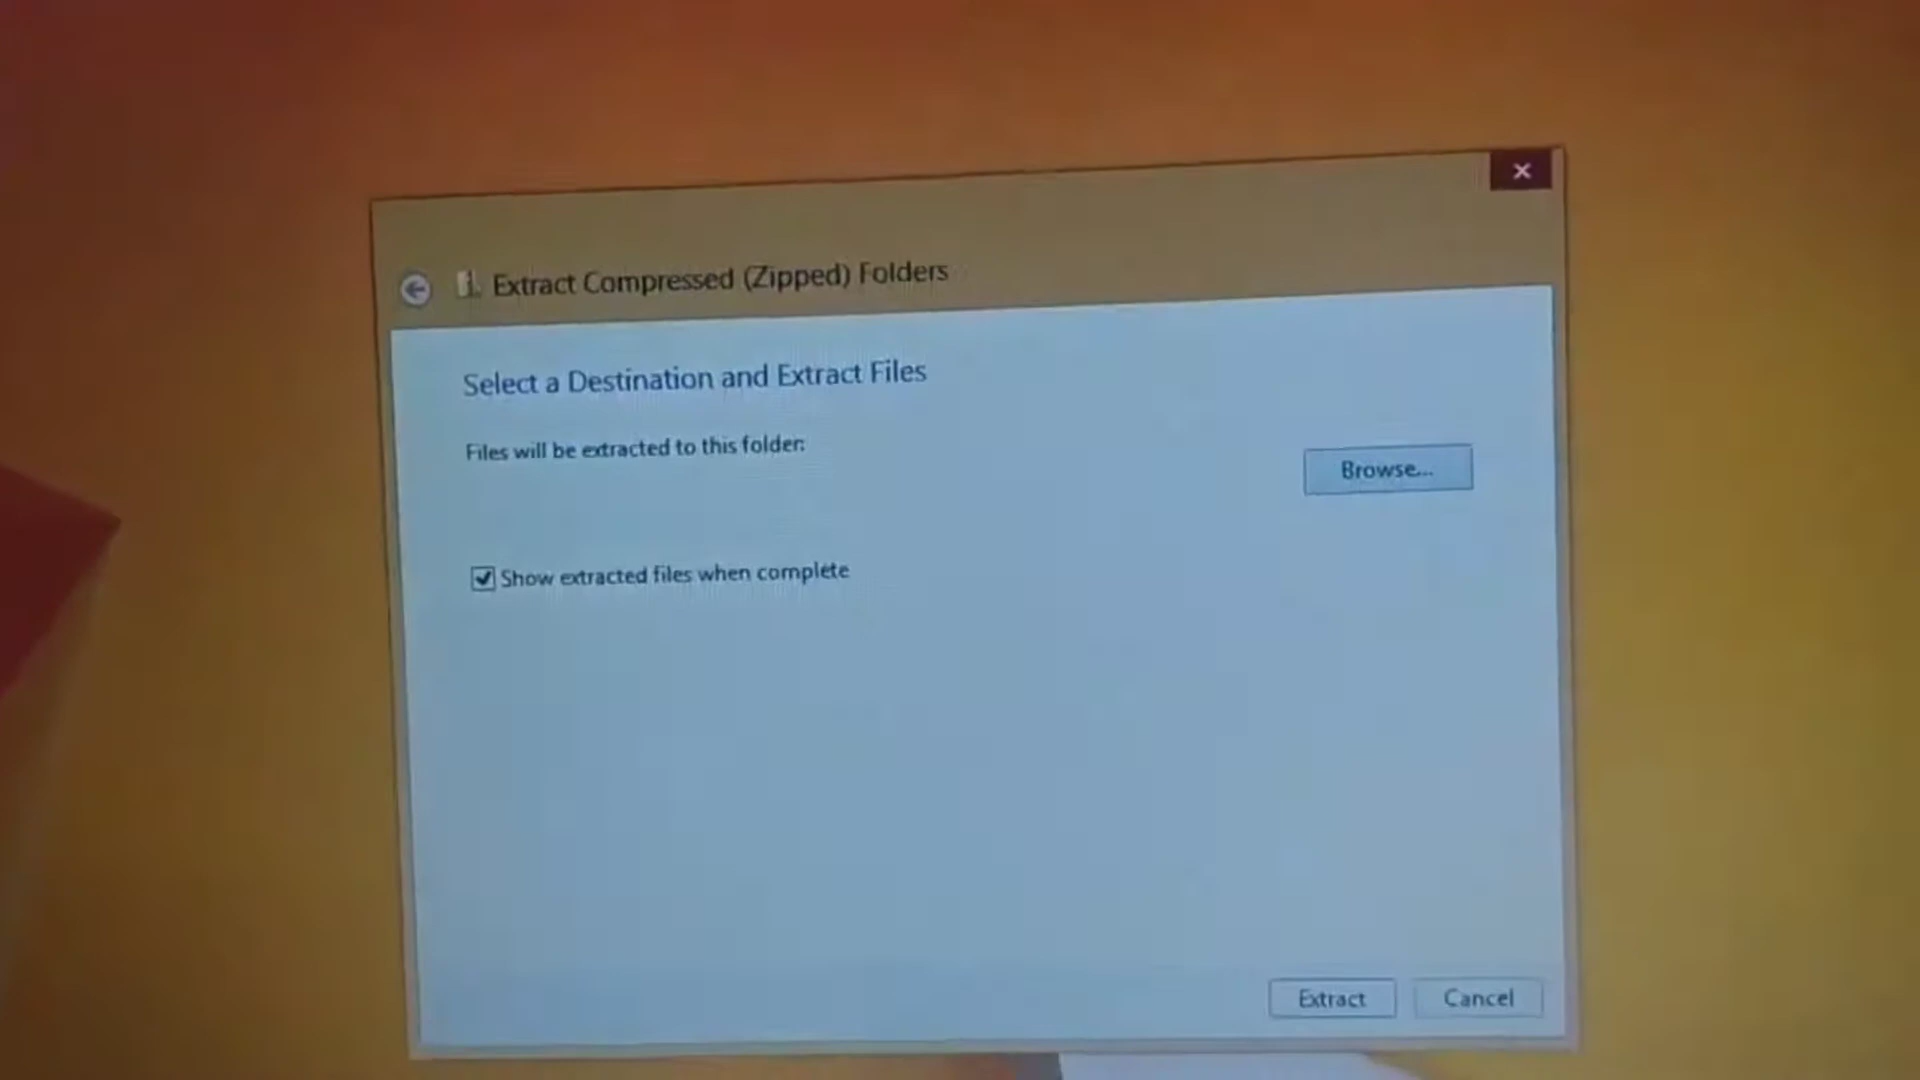 Extract Compressed (Zipped) Folders
Select a Destination and Extract Files
Files will be extracted to this folder:
Browse...
Show extracted files when complete
Extract
Cancel